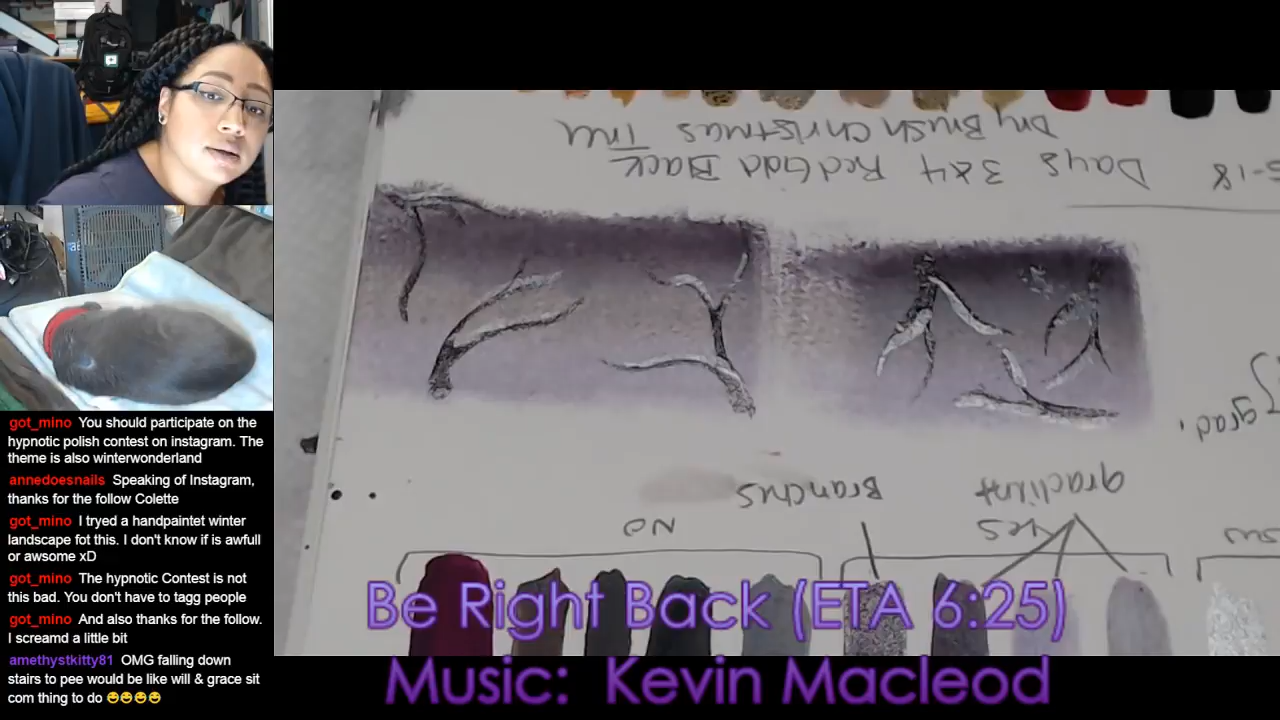 got_mino You should participate on the
hypnotic polish contest on instagram. The
theme is also winterwonderland
annedoesnails Speaking of Instagram,
thanks for the follow Colette
got_mino I tryed a handpaintet winter
landscape fot this. I don't know if is awfull
or awsome xD
got_mino The hypnotic Contest is not
this bad. You don't have to tagg people
got_mino And also thanks for the follow.
I screamd a little bit
amethystkitty81 OMG falling down
stairs to pee would be like will & grace sit
com thing to do 😂😂😂😂
Dry Brush Christmas Tree
Days 3&4 Red Gold Black
Branches
gradient
NO
Yes
Be Right Back (ETA 6:25)
Music: Kevin Macleod